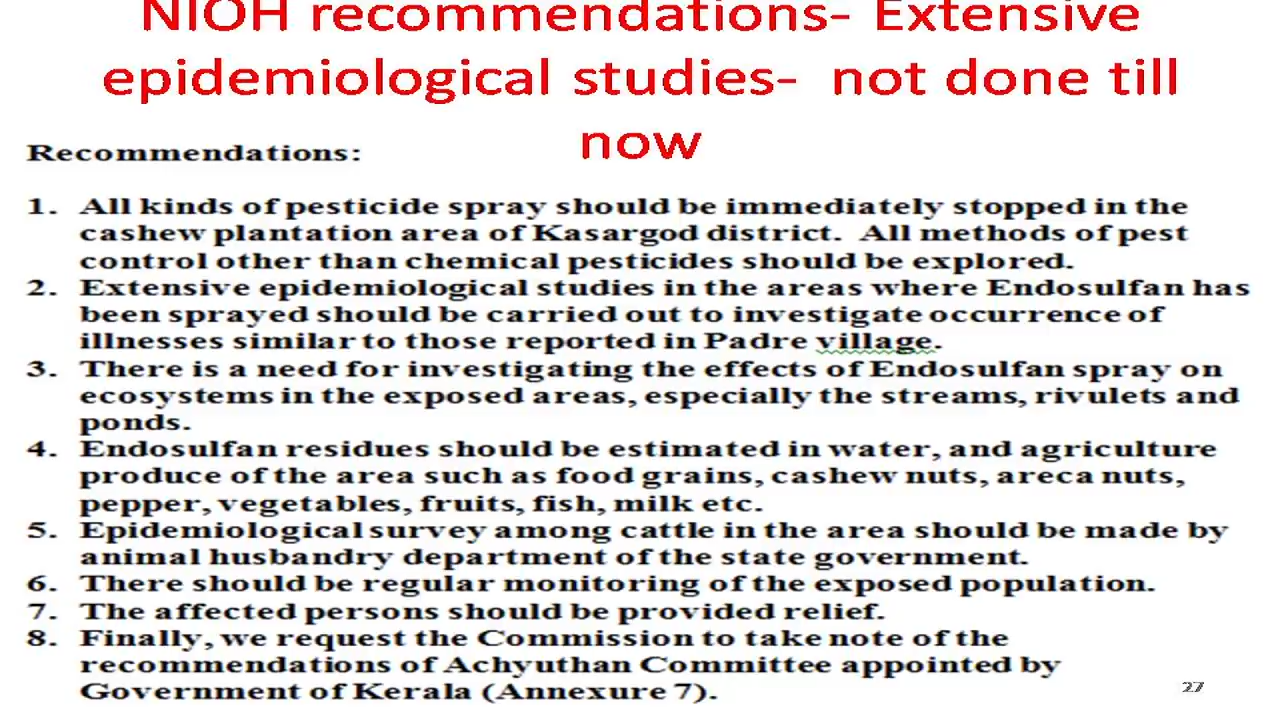 NIOH recommendations- Extensive
epidemiological studies- not done till
now
Recommendations:
1. All kinds of pesticide spray should be immediately stopped in the
cashew plantation area of Kasargod district. All methods of pest
control other than chemical pesticides should be explored.
2. Extensive epidemiological studies in the areas where Endosulfan has
been sprayed should be carried out to investigate occurrence of
illnesses similar to those reported in Padre village.
3. There is a need for investigating the effects of Endosulfan spray on
ecosystems in the exposed areas, especially the streams, rivulets and
ponds.
4. Endosulfan residues should be estimated in water, and agriculture
produce of the area such as food grains, cashew nuts, areca nuts,
pepper, vegetables, fruits, fish, milk etc.
5. Epidemiological survey among cattle in the area should be made by
animal husbandry department of the state government.
6. There should be regular monitoring of the exposed population.
7. The affected persons should be provided relief.
8. Finally, we request the Commission to take note of the
recommendations of Achyuthan Committee appointed by
Government of Kerala (Annexure 7).
27